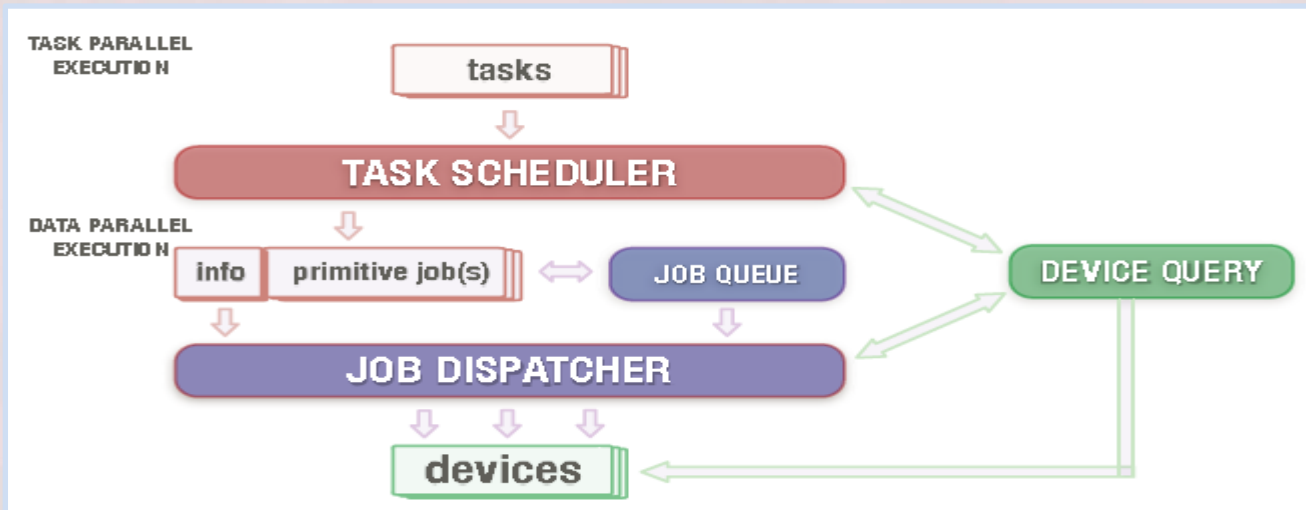 TASK PARALLEL
EXECUTION
tasks
TASK SCHEDULER
DATA PARALLEL
EXECUTION
info
primitive job(s)
JOB QUEUE
DEVICE QUERY
JOB DISPATCHER
devices